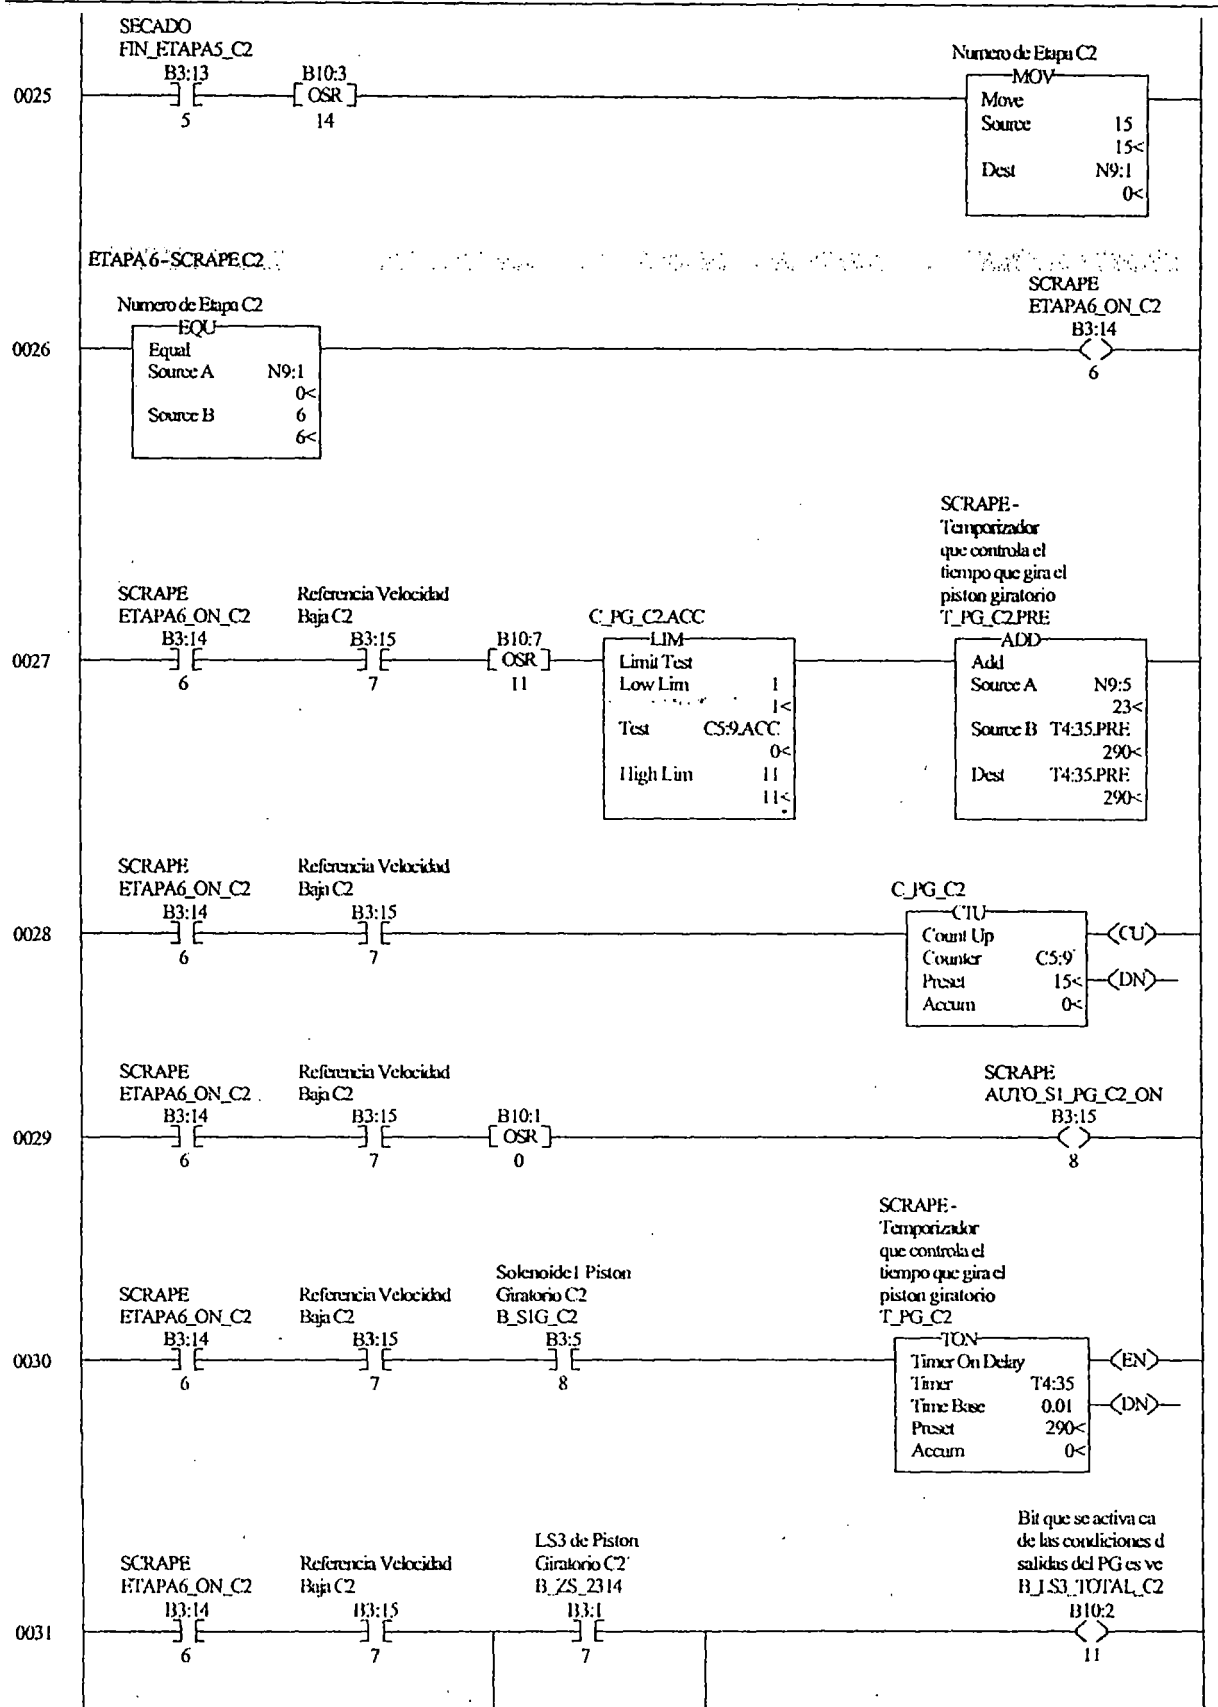 SECADO
FIN_ETAPA5_C2
B3:13 B10:3
0025 OSR
5 14
Numero de Etapa C2
MOV
Move
Source 15
15<
Dest N9:1
0<
ETAPA 6 - SCRAPE C2
SCRAPE
ETAPA6_ON_C2
B3:14
6
Numero de Etapa C2
EQU
0026 Equal
Source A N9:1
0<
Source B 6
6<
SCRAPE -
Temporizador
que controla el
tiempo que gira el
piston giratorio
T_PG_C2.PRE
SCRAPE Referencia Velocidad
ETAPA6_ON_C2 Baja C2 C_PG_C2.ACC
B3:14 B3:15 B10:7 LIM ADD
0027 OSR Limit Test Add
6 7 11 Low Lim 1 Source A N9:5
1< 23<
Test C5:9.ACC Source B T4:35.PRE
0< 290<
High Lim 11 Dest T4:35.PRE
11< 290<
SCRAPE Referencia Velocidad
ETAPA6_ON_C2 Baja C2 C_PG_C2
B3:14 B3:15 CTU
0028 Count Up CU
6 7 Counter C5:9
Preset 15< DN
Accum 0<
SCRAPE Referencia Velocidad SCRAPE
ETAPA6_ON_C2 Baja C2 AUTO_S1_PG_C2_ON
B3:14 B3:15 B10:1 B3:15
0029 OSR
6 7 0 8
SCRAPE -
Temporizador
que controla el
tiempo que gira el
piston giratorio
T_PG_C2
Solenoide1 Piston
SCRAPE Referencia Velocidad Giratorio C2
ETAPA6_ON_C2 Baja C2 B_S1G_C2
B3:14 B3:15 B3:5 TON
0030 Timer On Delay EN
6 7 8 Timer T4:35
Time Base 0.01 DN
Preset 290<
Accum 0<
Bit que se activa ca
de las condiciones d
salidas del PG es ve
B_LS3_TOTAL_C2
LS3 de Piston
SCRAPE Referencia Velocidad Giratorio C2
ETAPA6_ON_C2 Baja C2 B_ZS_2314
B3:14 B3:15 B3:1 B10:2
0031
6 7 7 11